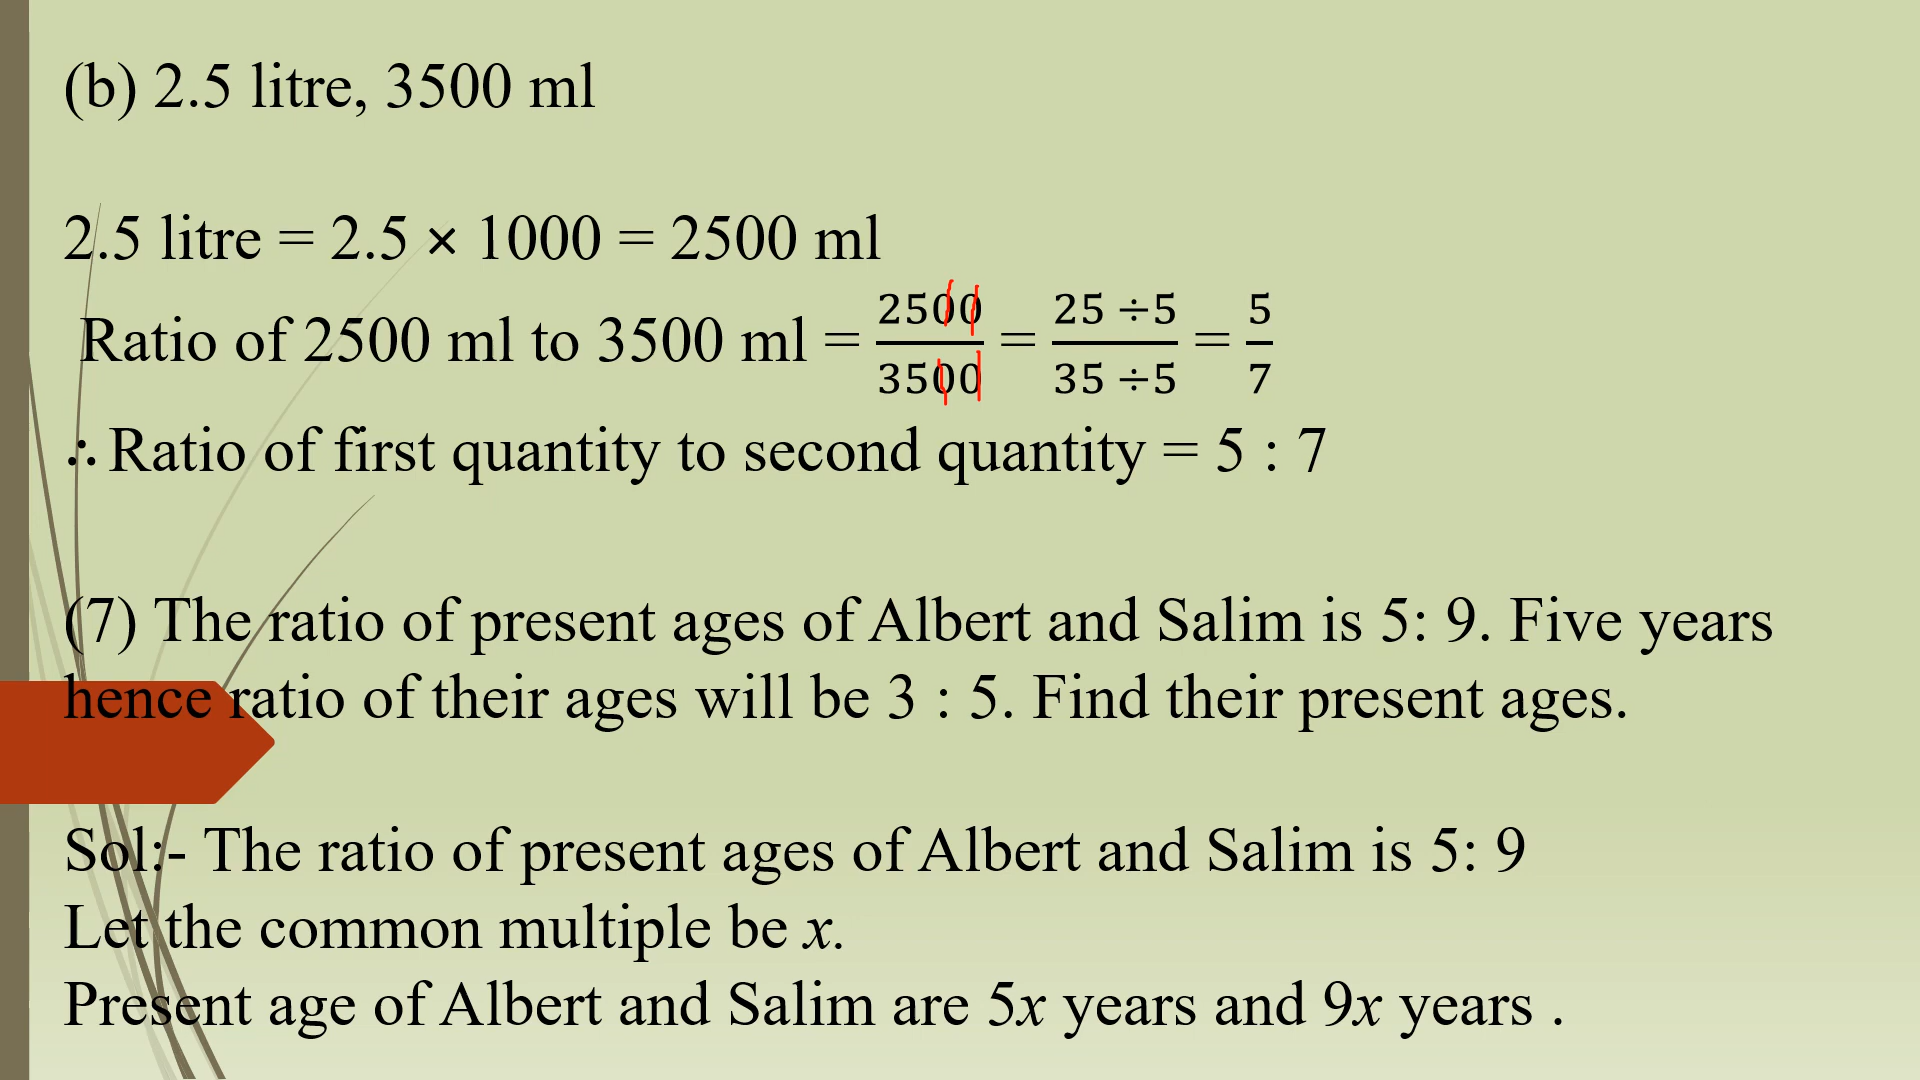 (b) 2.5 litre, 3500 ml
2.5 litre = 2.5 × 1000 = 2500 ml
Ratio of 2500 ml to 3500 ml = 2500/3500 = 25 ÷5/35 ÷5 = 5/7
∴ Ratio of first quantity to second quantity = 5 : 7
(7) The ratio of present ages of Albert and Salim is 5: 9. Five years
hence ratio of their ages will be 3 : 5. Find their present ages.
Sol:- The ratio of present ages of Albert and Salim is 5: 9
Let the common multiple be x.
Present age of Albert and Salim are 5x years and 9x years .